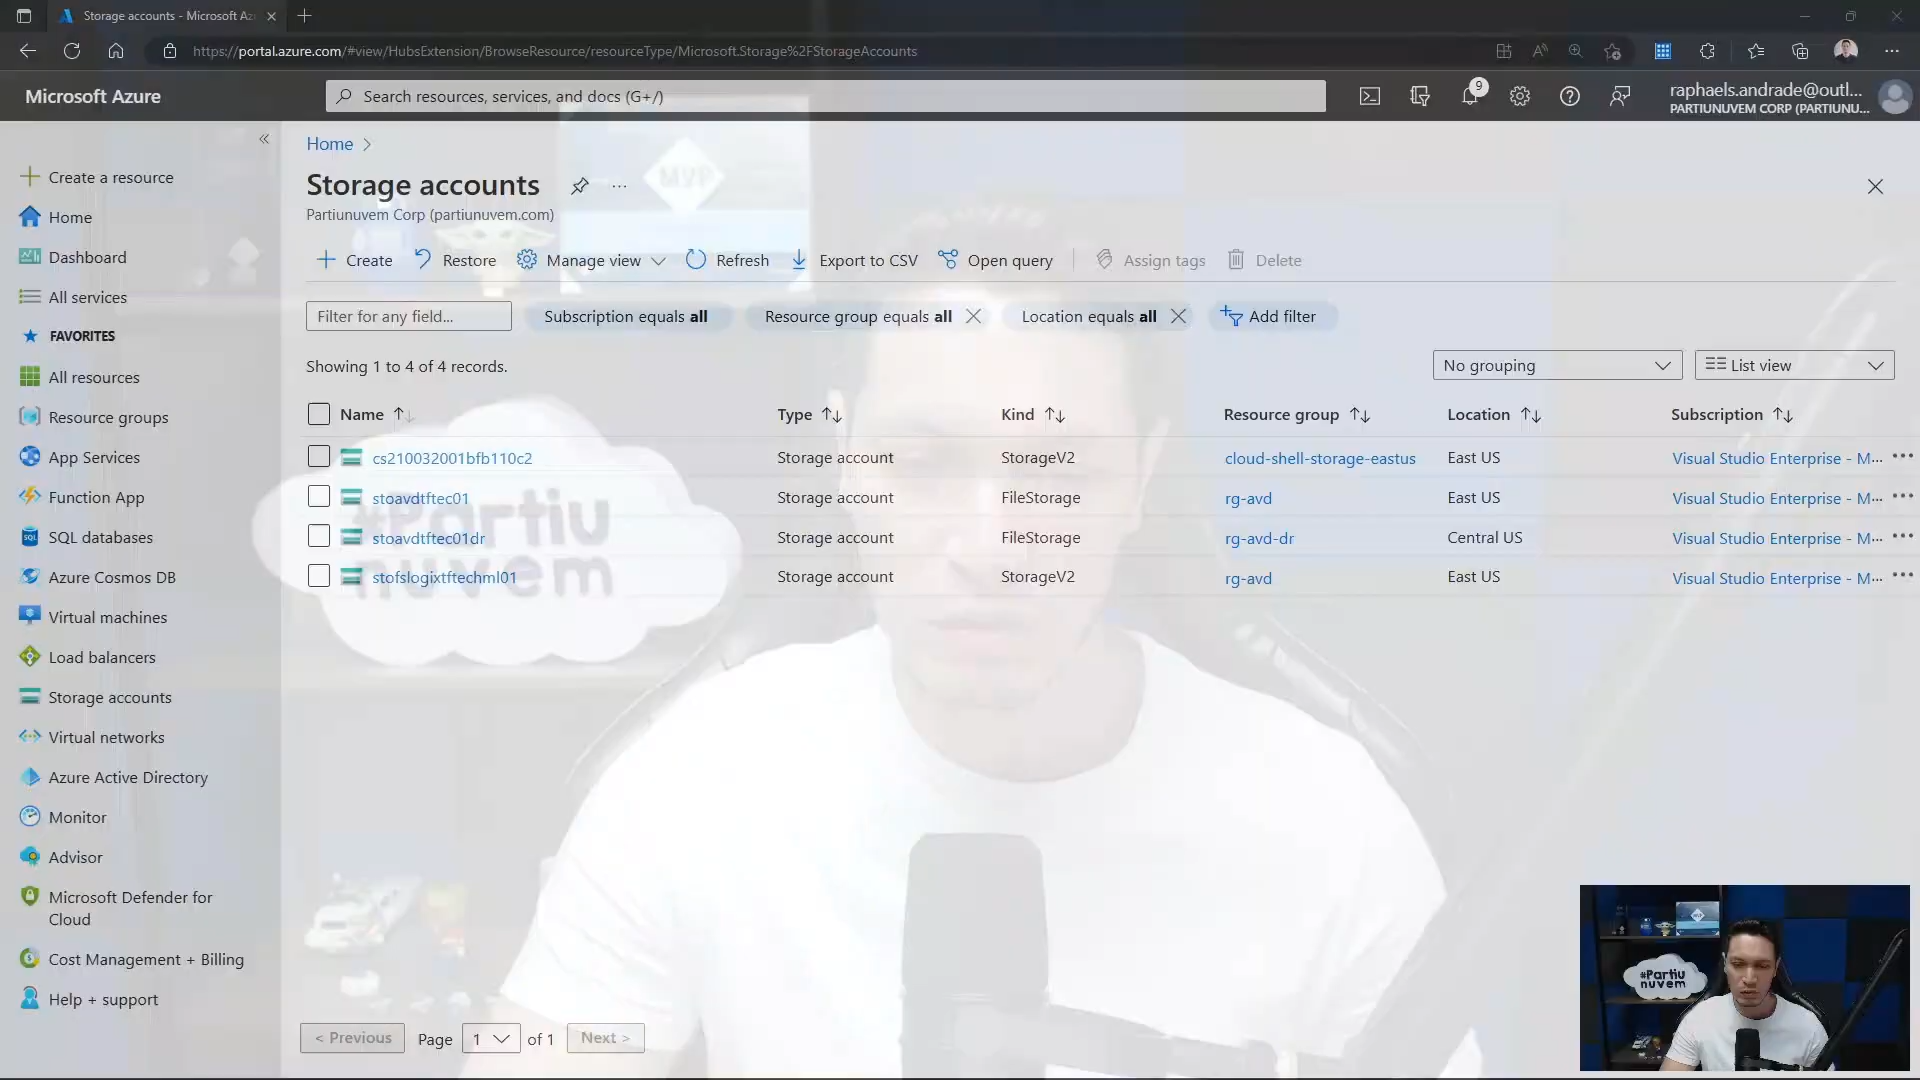 Storage accounts - Microsoft Az
https://portal.azure.com/#view/HubsExtension/BrowseResource/resourceType/Microsoft.Storage%2FStorageAccounts
Microsoft Azure
Search resources, services, and docs (G+/)
9
raphaels.andrade@outl...
PARTIUNUVEM CORP (PARTIUNU...
Home
Create a resource
Home
Dashboard
All services
FAVORITES
All resources
Resource groups
App Services
Function App
SQL databases
Azure Cosmos DB
Virtual machines
Load balancers
Storage accounts
Virtual networks
Azure Active Directory
Monitor
Advisor
Microsoft Defender for
Cloud
Cost Management + Billing
Help + support
Storage accounts
Partiunuvem Corp (partiunuvem.com)
MVP
Create Restore Manage view Refresh Export to CSV Open query Assign tags Delete
Filter for any field... Subscription equals all Resource group equals all Location equals all Add filter
Showing 1 to 4 of 4 records.
No grouping List view
Name Type Kind Resource group Location Subscription
cs210032001bfb110c2 Storage account StorageV2 cloud-shell-storage-eastus East US Visual Studio Enterprise - M...
stoavdtftec01 Storage account FileStorage rg-avd East US Visual Studio Enterprise - M...
stoavdtftec01dr Storage account FileStorage rg-avd-dr Central US Visual Studio Enterprise - M...
stofslogixtftechml01 Storage account StorageV2 rg-avd East US Visual Studio Enterprise - M...
#Partiu
nuvem
< Previous Page 1 of 1 Next >
#Partiu
nuvem